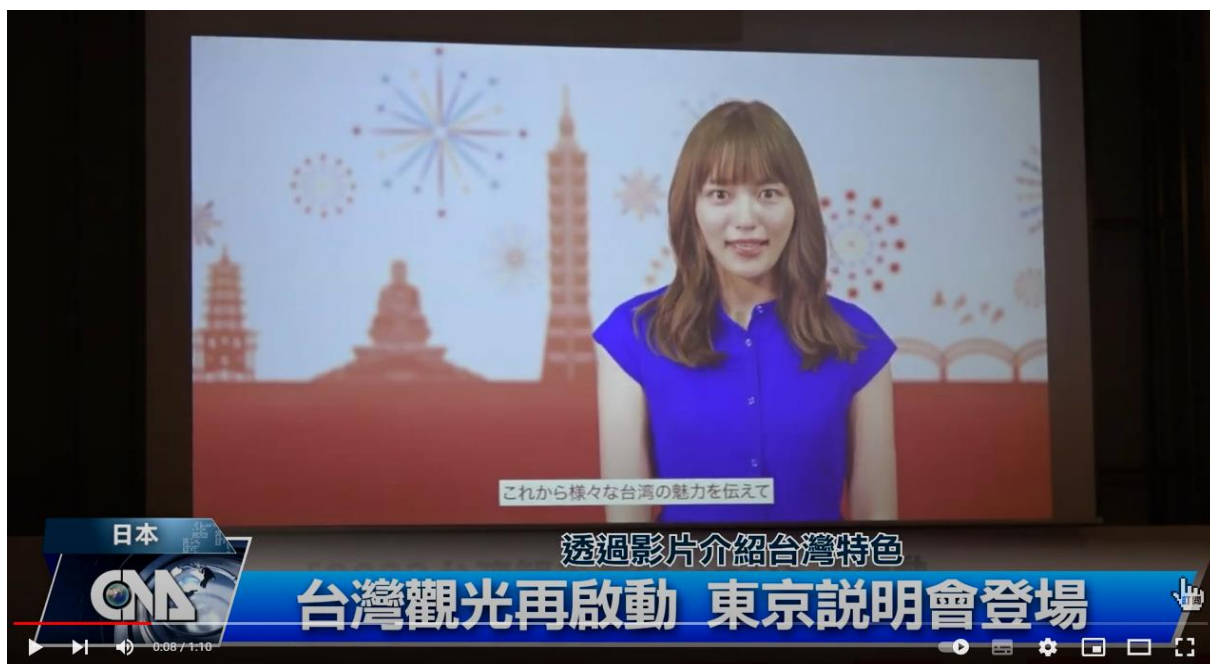 これから様々な台湾の魅力を伝えて
日本
透過影片介紹台灣特色
CNA
台灣觀光再啟動 東京説明會登場
0:08 / 1:10